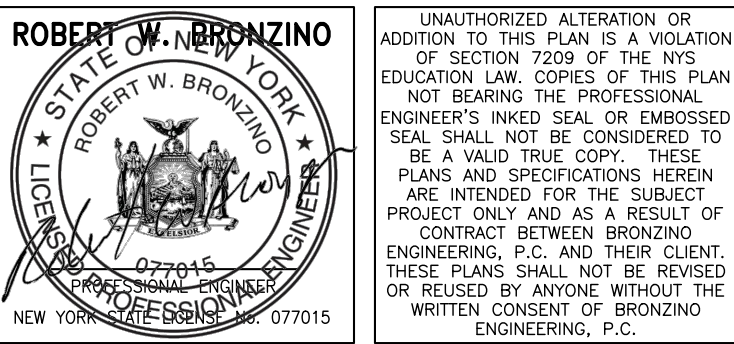 ROBERT W. BRONZINO
STATE OF NEW YORK
ROBERT W. BRONZINO
EXCELSIOR
077015
LICENSED PROFESSIONAL ENGINEER
PROFESSIONAL ENGINEER
NEW YORK STATE LICENSE No. 077015
UNAUTHORIZED ALTERATION OR
ADDITION TO THIS PLAN IS A VIOLATION
OF SECTION 7209 OF THE NYS
EDUCATION LAW. COPIES OF THIS PLAN
NOT BEARING THE PROFESSIONAL
ENGINEER'S INKED SEAL OR EMBOSSED
SEAL SHALL NOT BE CONSIDERED TO
BE A VALID TRUE COPY. THESE
PLANS AND SPECIFICATIONS HEREIN
ARE INTENDED FOR THE SUBJECT
PROJECT ONLY AND AS A RESULT OF
CONTRACT BETWEEN BRONZINO
ENGINEERING, P.C. AND THEIR CLIENT.
THESE PLANS SHALL NOT BE REVISED
OR REUSED BY ANYONE WITHOUT THE
WRITTEN CONSENT OF BRONZINO
ENGINEERING, P.C.